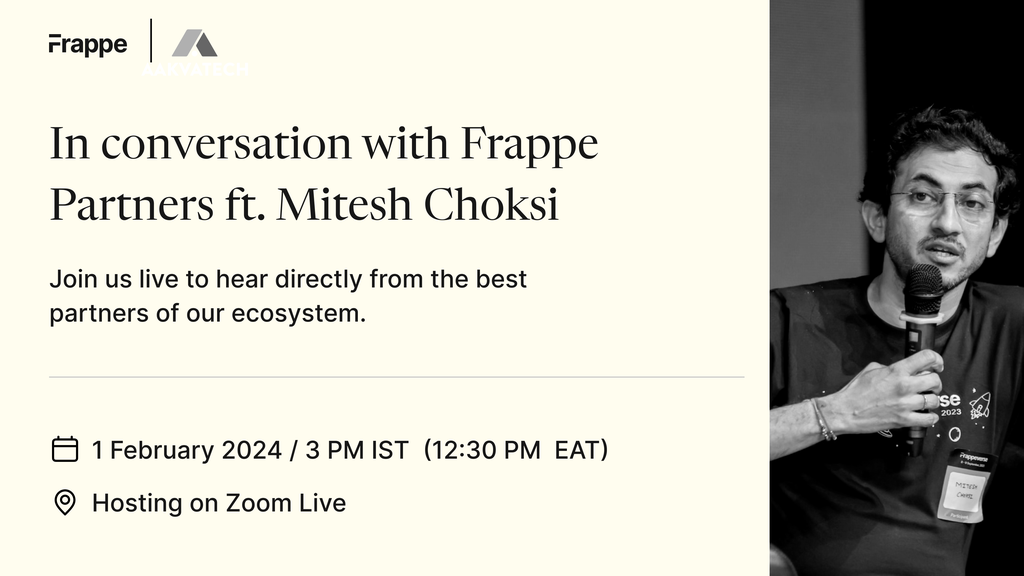 Frappe
AAKVATECH
In conversation with Frappe
Partners ft. Mitesh Choksi
Join us live to hear directly from the best
partners of our ecosystem.
1 February 2024 / 3 PM IST (12:30 PM EAT)
Hosting on Zoom Live
2023
Frappeverse
MITESH